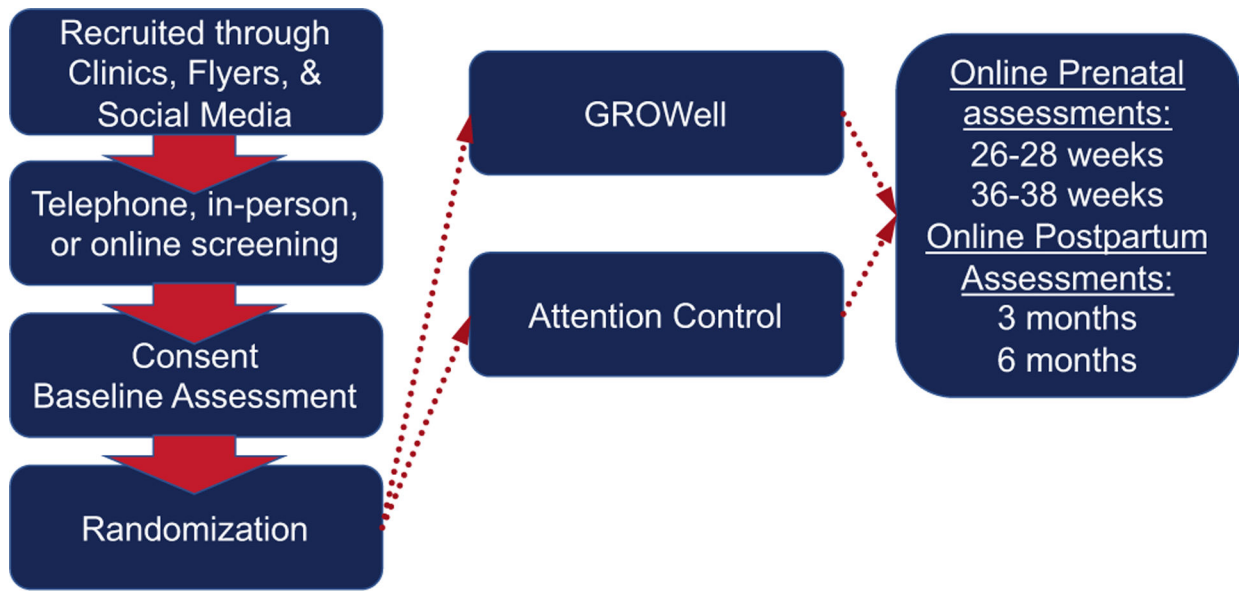 Recruited through
Clinics, Flyers, &
Social Media
Telephone, in-person,
or online screening
Consent
Baseline Assessment
Randomization
GROWell
Attention Control
Online Prenatal
assessments:
26-28 weeks
36-38 weeks
Online Postpartum
Assessments:
3 months
6 months